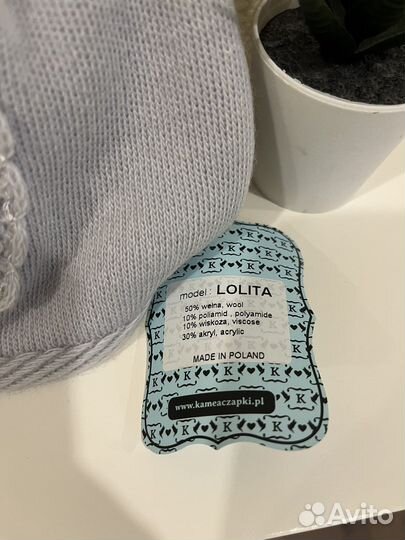 model : LOLITA
50% wełna, wool
10% poliamid , polyamide
10% wiskoza, viscose
30% akryl, acrylic
MADE IN POLAND
K K K K
www.kameaczapki.pl
Avito